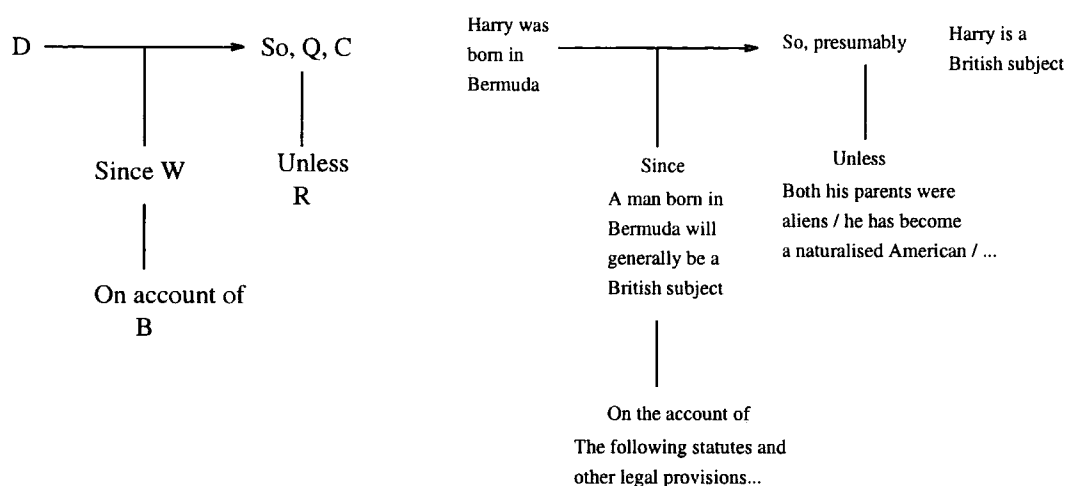 D
So, Q, C
Since W
Unless
R
On account of
B
Harry was
born in
Bermuda
So, presumably
Harry is a
British subject
Since
A man born in
Bermuda will
generally be a
British subject
Unless
Both his parents were
aliens / he has become
a naturalised American / ...
On the account of
The following statutes and
other legal provisions...